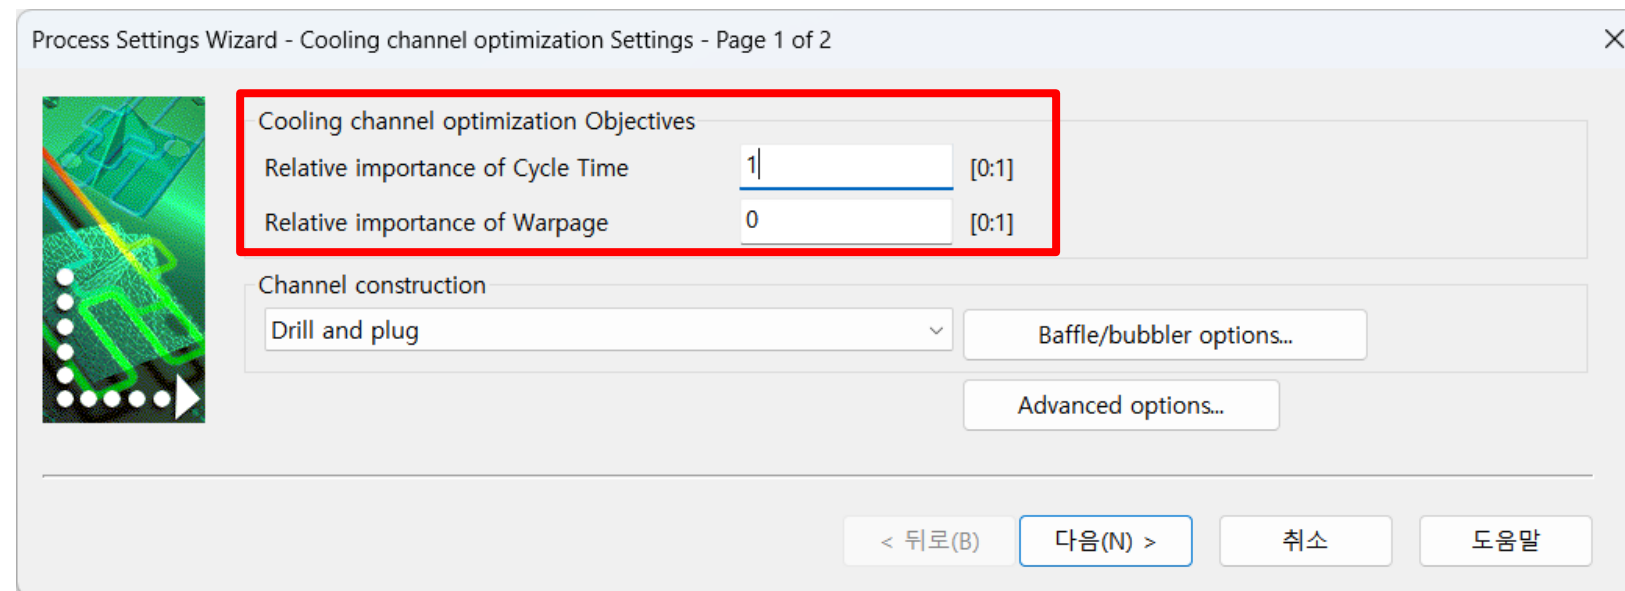 Process Settings Wizard - Cooling channel optimization Settings - Page 1 of 2
Cooling channel optimization Objectives
Relative importance of Cycle Time 1 [0:1]
Relative importance of Warpage 0 [0:1]
Channel construction
Drill and plug Baffle/bubbler options...
Advanced options...
< 뒤로(B) 다음(N) > 취소 도움말